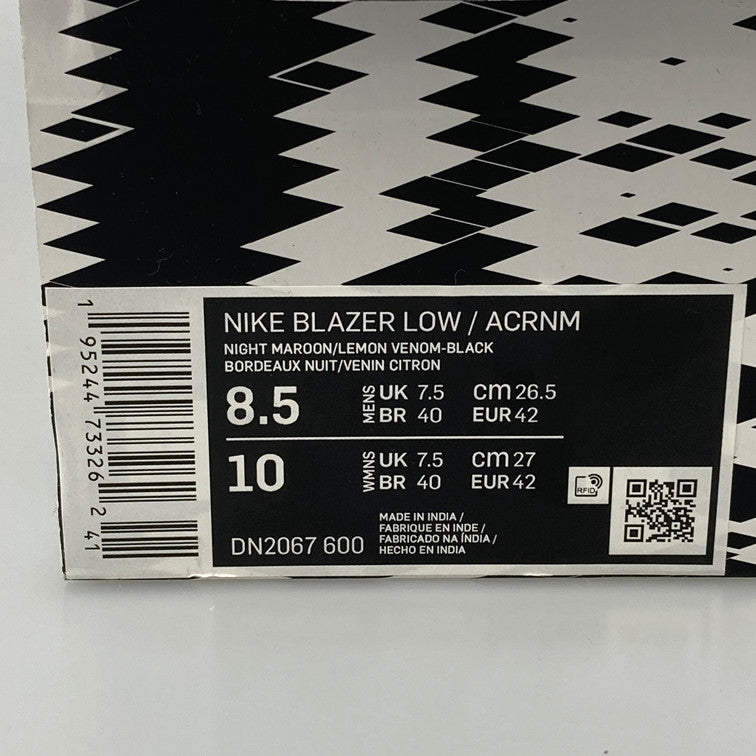 NIKE BLAZER LOW / ACRNM
NIGHT MAROON/LEMON VENOM-BLACK
BORDEAUX NUIT/VENIN CITRON
8.5 MENS UK 7.5 cm 26.5
BR 40 EUR 42
10 WMNS UK 7.5 cm 27
BR 40 EUR 42
RFID
DN2067 600
MADE IN INDIA /
FABRIQUE EN INDE /
FABRICADO NA ÍNDIA /
HECHO EN INDIA
1 95244 73326 2 41